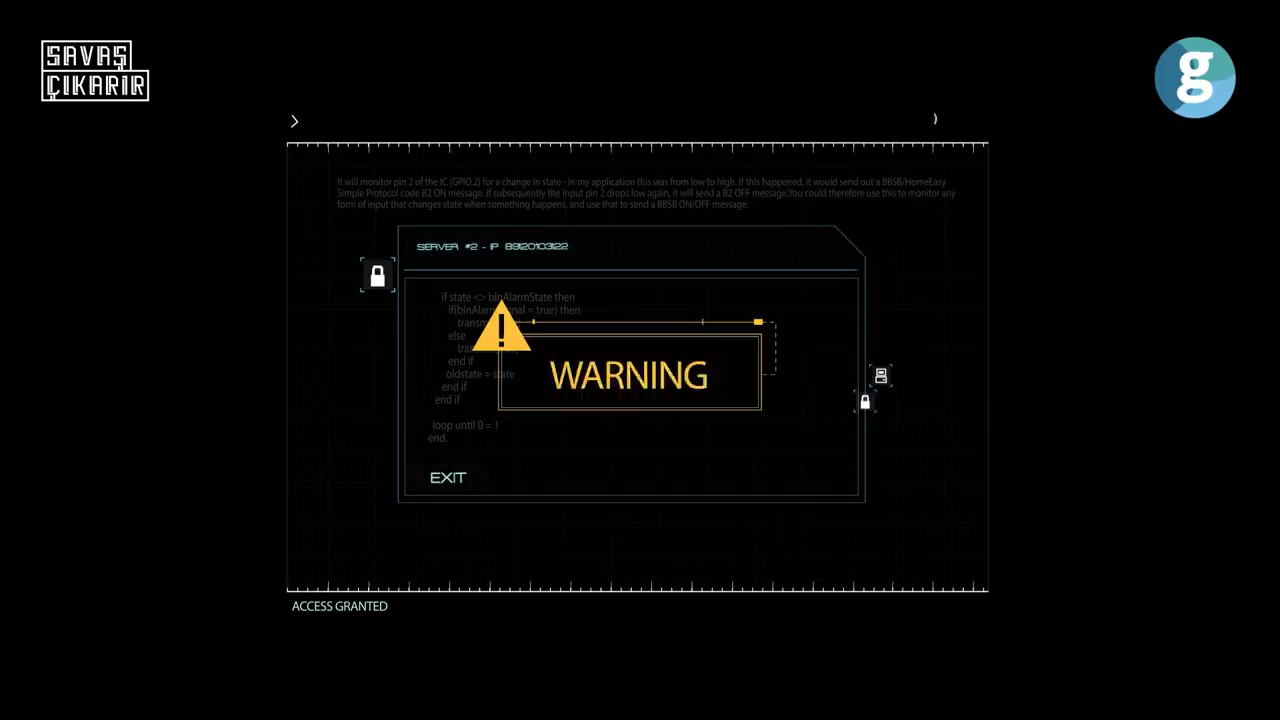 SAVAŞ
ÇIKARIR
g
It will monitor pin 2 of the IC (GPIO.2) for a change in state - in my application this was from low to high. If this happened, it would send out a BBSB/HomeEasy
Simple Protocol code B2 ON message. If subsequently the input pin 2 drops low again, it will send a B2 OFF message.You could therefore use this to monitor any
form of input that changes state when something happens, and use that to send a BBSB ON/OFF message.
SERVER #2 - IP 89120103122
if state <> blnAlarmState then
= true) then
else
end if
oldstate = state
end if
end if
loop until 0 = 1
end.
WARNING
EXIT
ACCESS GRANTED